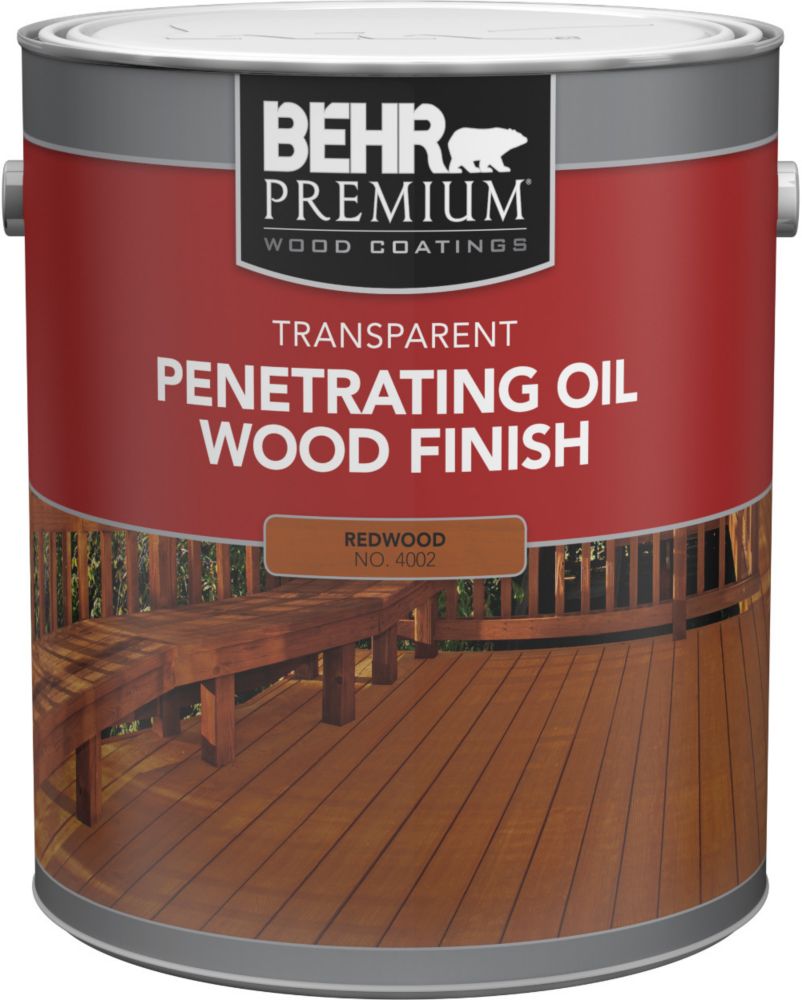 BEHR
PREMIUM®
WOOD COATINGS
TRANSPARENT
PENETRATING OIL
WOOD FINISH
REDWOOD
NO. 4002